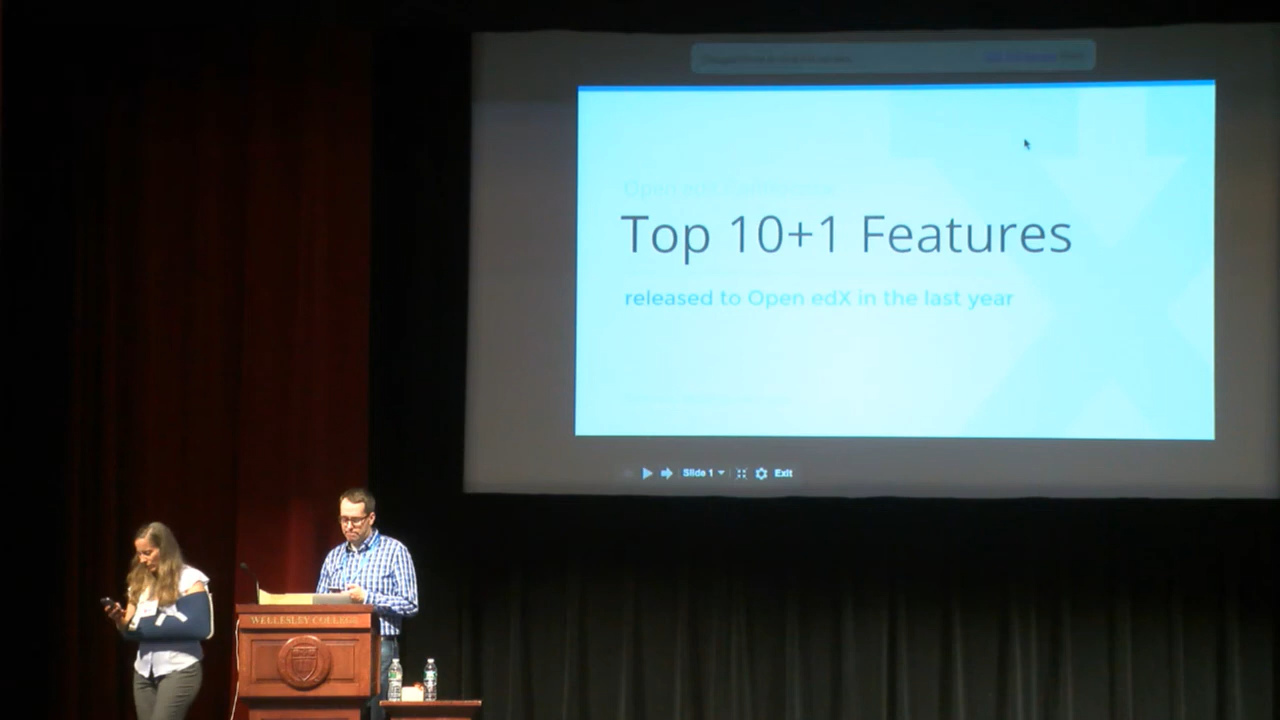 Top 10+1 Features
released to Open edX in the last year
Slide 1
Exit
WELLESLEY COLLEGE